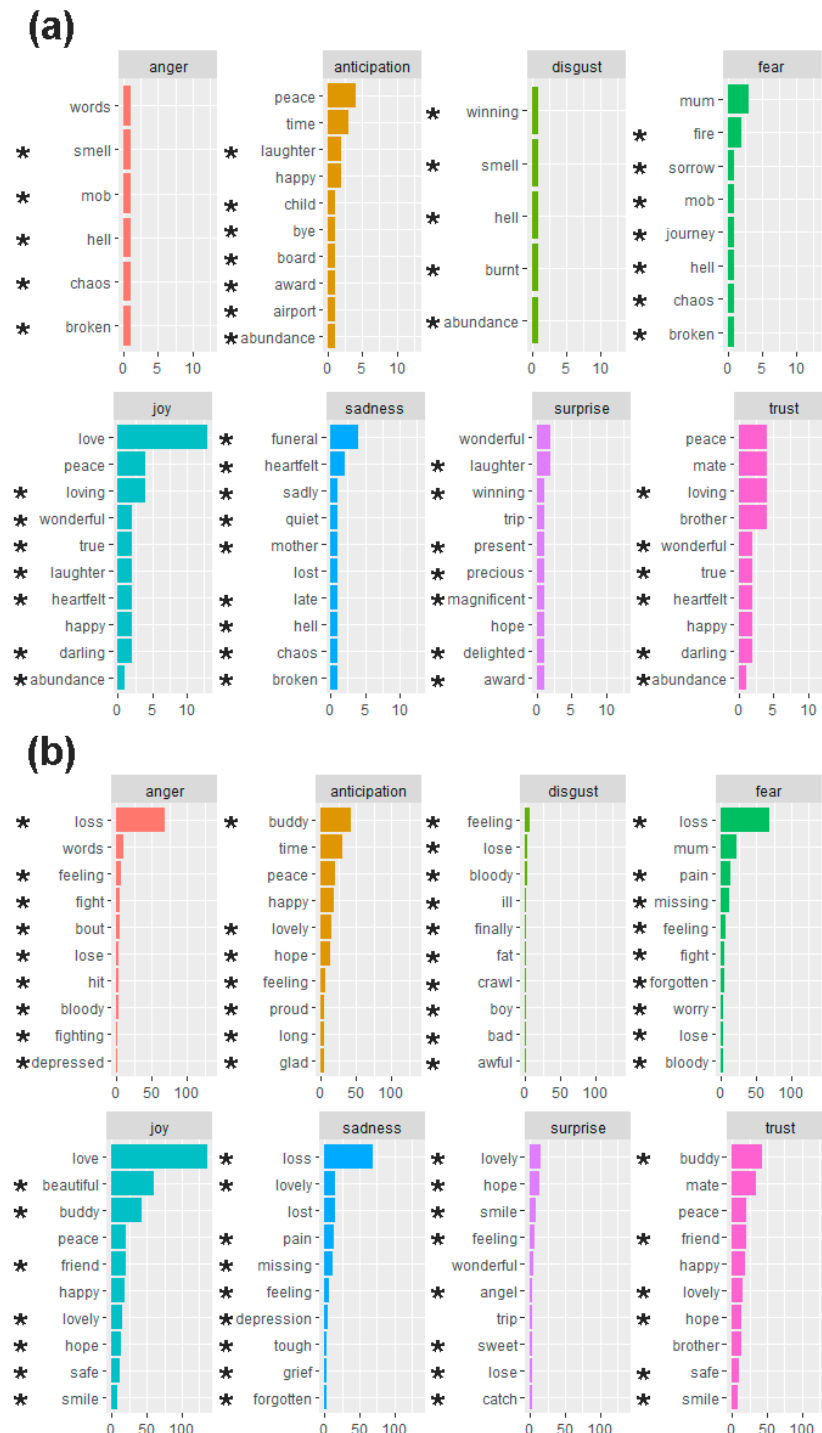 (a)
anger
words
* smell
* mob
* hell
* chaos
* broken
0 5 10
anticipation
peace
time
* laughter
happy
* child
* bye
* board
* award
* airport
* abundance
0 5 10
disgust
* winning
* smell
* hell
* burnt
* abundance
0 5 10
fear
mum
* fire
* sorrow
* mob
* journey
* hell
* chaos
* broken
0 5 10
joy
love
peace
* loving
* wonderful
* true
* laughter
* heartfelt
happy
* darling
* abundance
0 5 10
sadness
* funeral
* heartfelt
* sadly
* quiet
* mother
lost
* late
* hell
* chaos
* broken
0 5 10
surprise
wonderful
* laughter
* winning
trip
* present
* precious
* magnificent
hope
* delighted
* award
0 5 10
trust
peace
mate
* loving
brother
* wonderful
* true
* heartfelt
happy
* darling
* abundance
0 5 10
(b)
anger
* loss
words
* feeling
* fight
* bout
* lose
* hit
* bloody
* fighting
* depressed
0 50 100
anticipation
* buddy
time
peace
happy
* lovely
* hope
* feeling
* proud
* long
* glad
0 50 100
disgust
* feeling
* lose
* bloody
* ill
* finally
* fat
* crawl
* boy
* bad
* awful
0 50 100
fear
* loss
mum
* pain
* missing
* feeling
* fight
* forgotten
* worry
* lose
* bloody
0 50 100
joy
love
* beautiful
* buddy
peace
* friend
happy
* lovely
* hope
* safe
* smile
0 50 100
sadness
* loss
* lovely
lost
* pain
* missing
* feeling
* depression
* tough
* grief
* forgotten
0 50 100
surprise
* lovely
* hope
* smile
* feeling
wonderful
* angel
trip
* sweet
* lose
* catch
0 50 100
trust
* buddy
mate
peace
* friend
happy
* lovely
* hope
brother
* safe
* smile
0 50 100